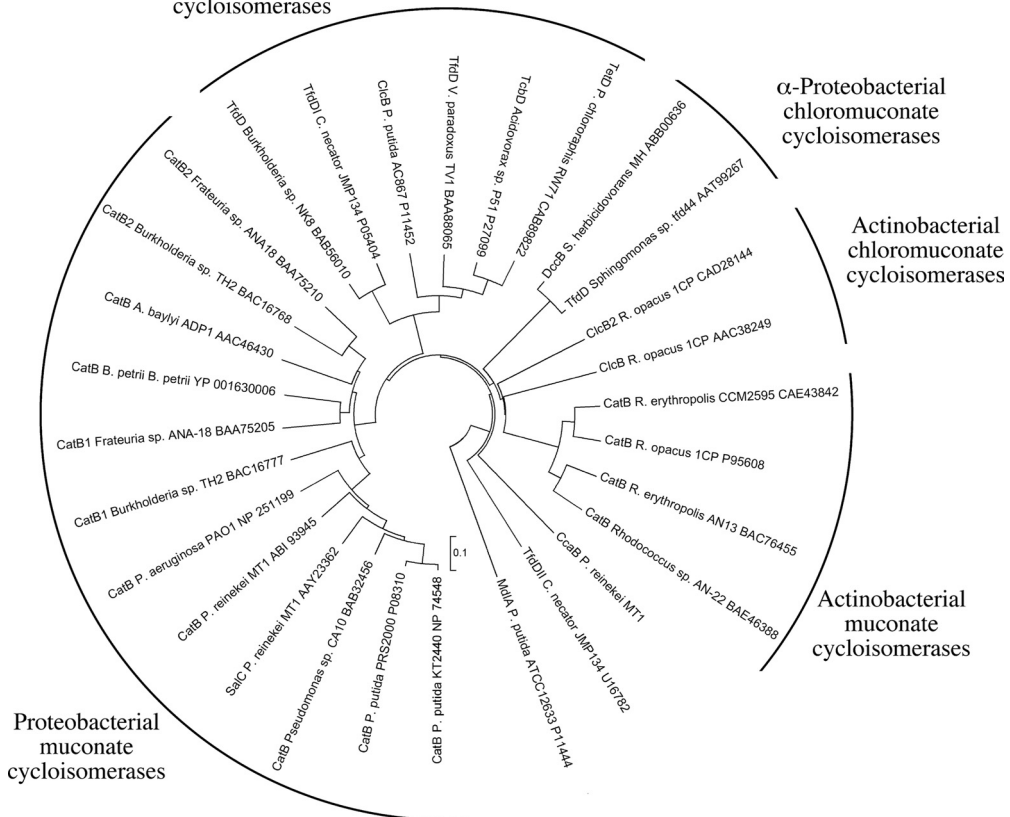 cycloisomerases
α-Proteobacterial
chloromuconate
cycloisomerases
Actinobacterial
chloromuconate
cycloisomerases
Actinobacterial
muconate
cycloisomerases
Proteobacterial
muconate
cycloisomerases
TfdD Burkholderia sp. NK8 BAB56010
TfdDI C. necator JMP134 P05404
ClcB P. putida AC867 P11452
TfdD V. paradoxus TV1 BAA88065
TcbD Acidovorax sp. P51 P27099
TetD P. chloraphis RW71 CAB89822
DccB S. herbicidovorans MH ABB00636
TfdD Sphingomonas sp. tfd44 AAT99267
ClcB2 R. opacus 1CP CAD28144
ClcB R. opacus 1CP AAC38249
CatB R. erythropolis CCM2595 CAE43842
CatB R. opacus 1CP P95608
CatB R. erythropolis AN13 BAC76455
CatB Rhodococcus sp. AN-22 BAE46388
CcaB P. reinekei MT1
TfdDII C. necator JMP134 U16782
MdlA P. putida ATCC12633 P11444
0.1
CatB P. putida KT2440 NP 74548
CatB P. putida PRS2000 P08310
CatB Pseudomonas sp. CA10 BAB32456
SalC P. reinekei MT1 AAY23362
CatB P. reinekei MT1 ABI 93945
CatB P. aeruginosa PAO1 NP 251199
CatB1 Burkholderia sp. TH2 BAC16777
CatB1 Frateuria sp. ANA-18 BAA75205
CatB B. petrii B. petrii YP 001630006
CatB A. baylyi ADP1 AAC46430
CatB2 Burkholderia sp. TH2 BAC16768
CatB2 Frateuria sp. ANA18 BAA75210